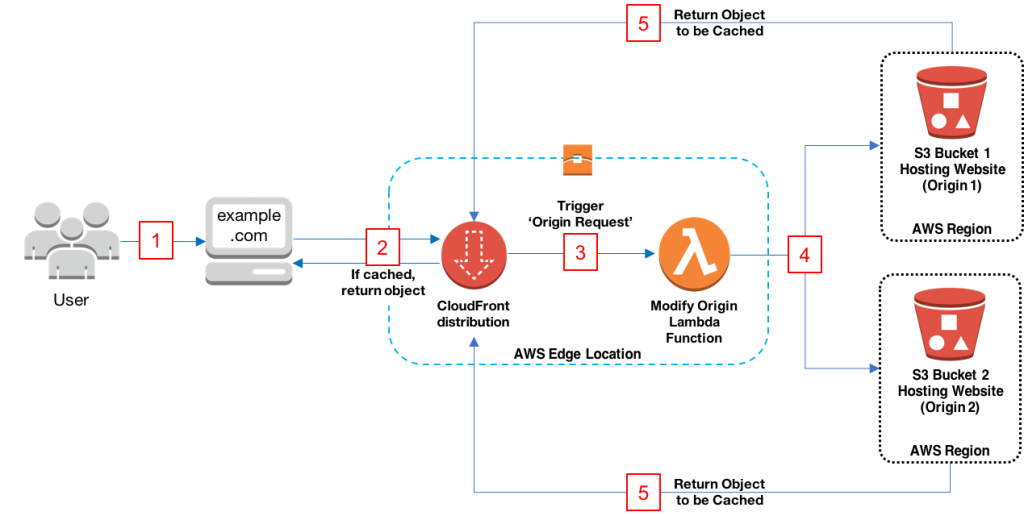 5
Return Object
to be Cached
S3 Bucket 1
Hosting Website
(Origin 1)
AWS Region
example
.com
1
User
2
If cached,
return object
CloudFront
distribution
Trigger
‘Origin Request’
3
Modify Origin
Lambda
Function
AWS Edge Location
4
S3 Bucket 2
Hosting Website
(Origin 2)
AWS Region
5
Return Object
to be Cached